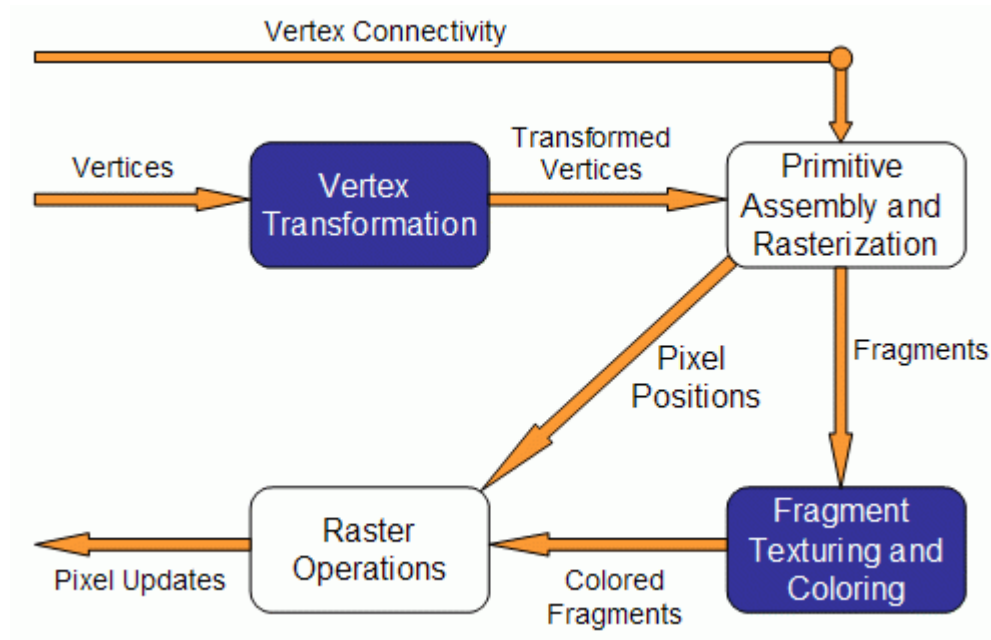 Vertex Connectivity
Vertices
Vertex
Transformation
Transformed
Vertices
Primitive
Assembly and
Rasterization
Pixel
Positions
Fragments
Raster
Operations
Fragment
Texturing and
Coloring
Pixel Updates
Colored
Fragments